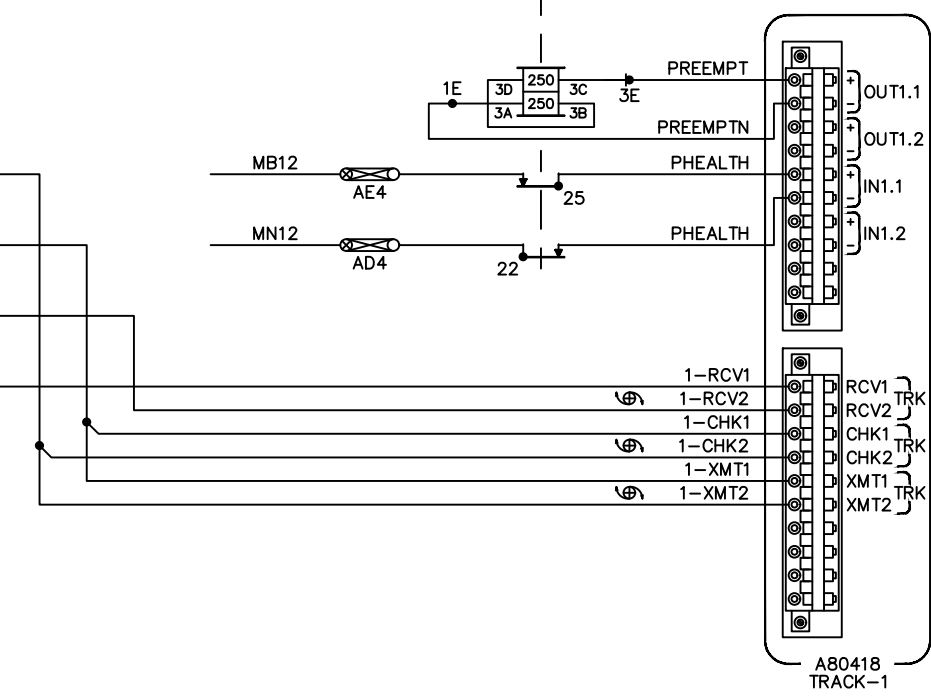 PREEMPT
1E
3D 250 3C
3E
+ OUT1.1
250
3A 3B
−
PREEMPTN
+ OUT1.2
−
MB12
PHEALTH
AE4
25
+ IN1.1
−
MN12
PHEALTH
AD4
22
+ IN1.2
−
1−RCV1 RCV1
1−RCV2 RCV2 TRK
1−CHK1 CHK1
1−CHK2 CHK2 TRK
1−XMT1 XMT1
1−XMT2 XMT2 TRK
A80418
TRACK−1